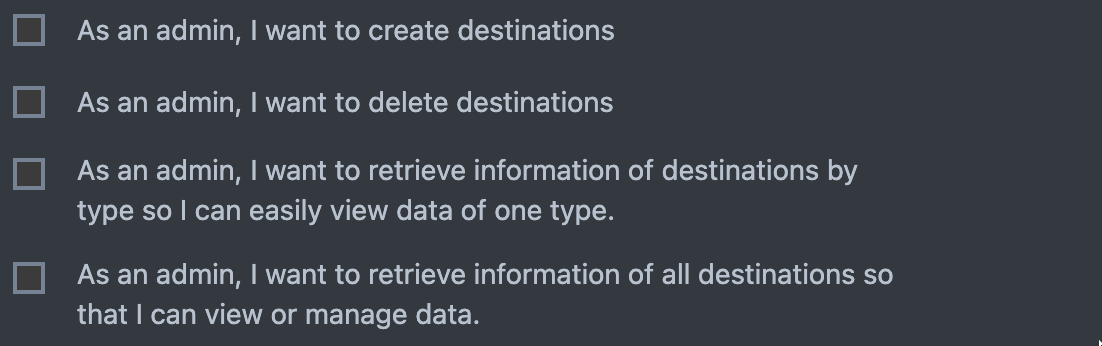 As an admin, I want to create destinations
As an admin, I want to delete destinations
As an admin, I want to retrieve information of destinations by
type so I can easily view data of one type.
As an admin, I want to retrieve information of all destinations so
that I can view or manage data.